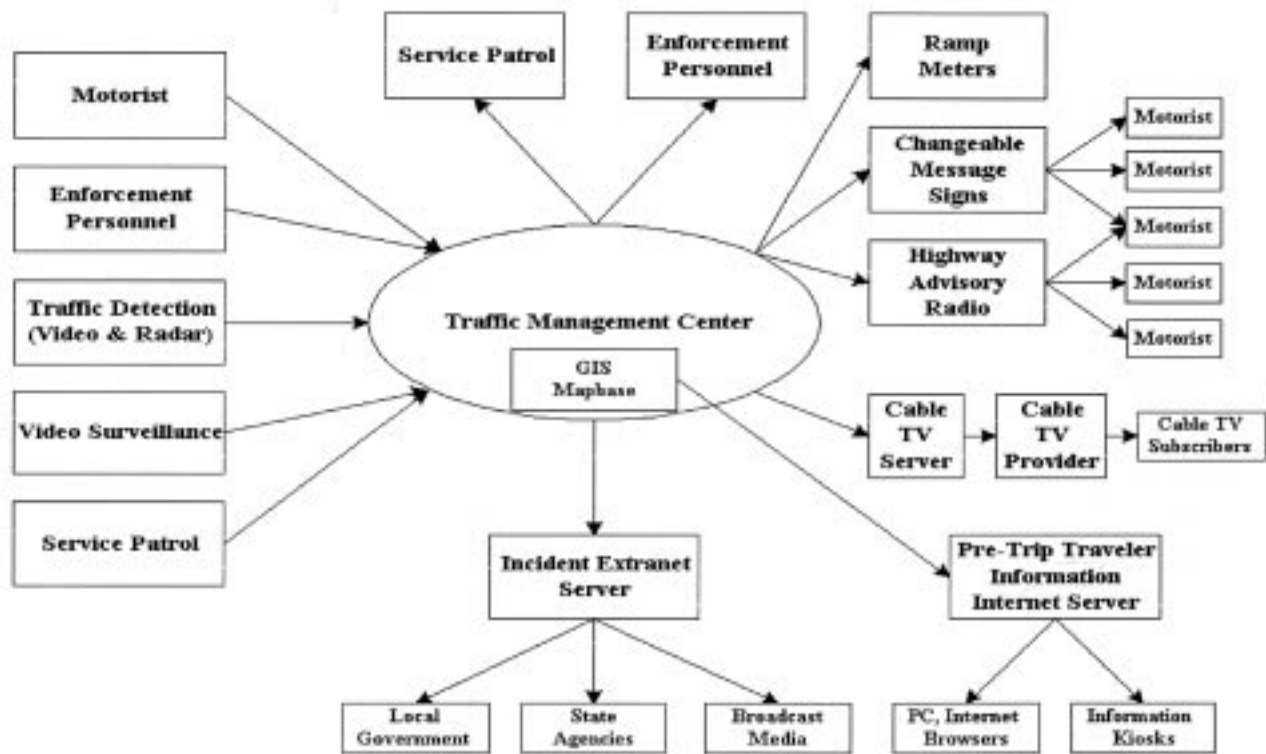 Service Patrol
Enforcement
Personnel
Ramp
Meters
Motorist
Motorist
Changeable
Message
Signs
Motorist
Enforcement
Personnel
Motorist
Highway
Advisory
Radio
Motorist
Traffic Detection
(Video & Radar)
Traffic Management Center
Motorist
GIS
Mapbase
Video Surveillance
Cable
TV
Server
Cable
TV
Provider
Cable TV
Subscribers
Service Patrol
Incident Extranet
Server
Pre-Trip Traveler
Information
Internet Server
Local
Government
State
Agencies
Broadcast
Media
PC, Internet
Browsers
Information
Kiosks